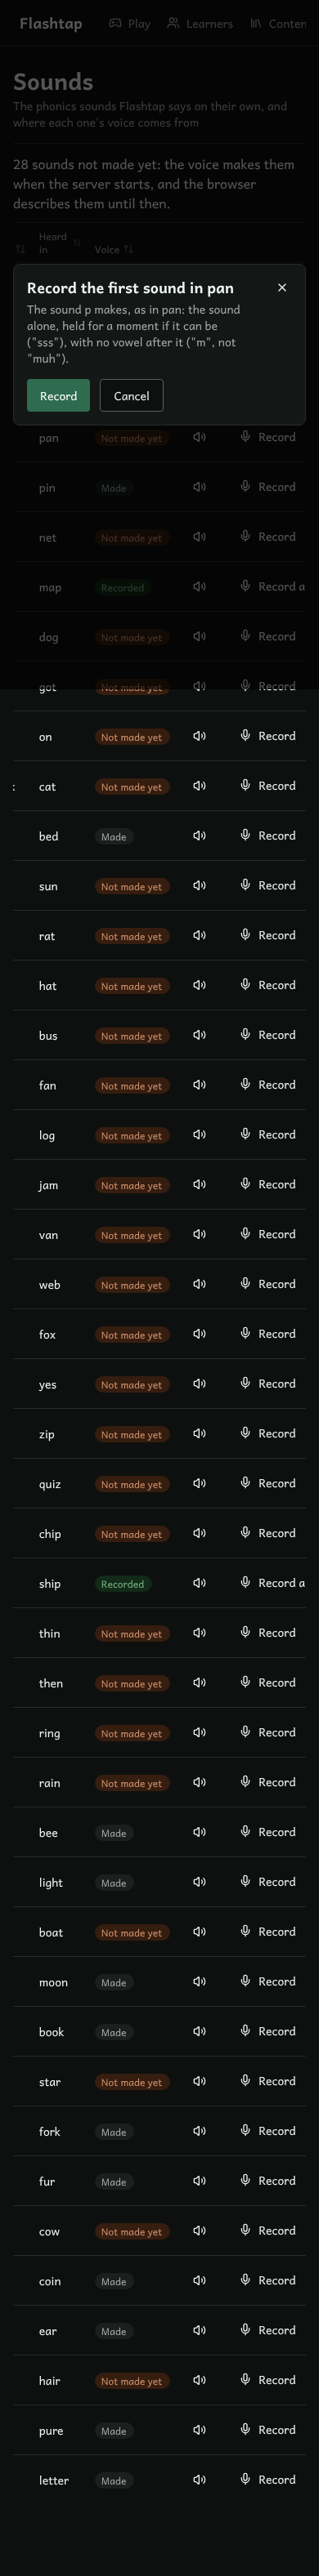 Flashtap Play Learners Conten
Sounds
The phonics sounds Flashtap says on their own, and
where each one's voice comes from
28 sounds not made yet: the voice makes them
when the server starts, and the browser
describes them until then.
Heard
in Voice
Record the first sound in pan
The sound p makes, as in pan: the sound
alone, held for a moment if it can be
("sss"), with no vowel after it ("m", not
"muh").
Record Cancel
pan Not made yet Record
pin Made Record
net Not made yet Record
map Recorded Record a
dog Not made yet Record
got Not made yet Record
on Not made yet Record
cat Not made yet Record
bed Made Record
sun Not made yet Record
rat Not made yet Record
hat Not made yet Record
bus Not made yet Record
fan Not made yet Record
log Not made yet Record
jam Not made yet Record
van Not made yet Record
web Not made yet Record
fox Not made yet Record
yes Not made yet Record
zip Not made yet Record
quiz Not made yet Record
chip Not made yet Record
ship Recorded Record a
thin Not made yet Record
then Not made yet Record
ring Not made yet Record
rain Not made yet Record
bee Made Record
light Made Record
boat Not made yet Record
moon Made Record
book Made Record
star Not made yet Record
fork Made Record
fur Made Record
cow Not made yet Record
coin Made Record
ear Made Record
hair Not made yet Record
pure Made Record
letter Made Record